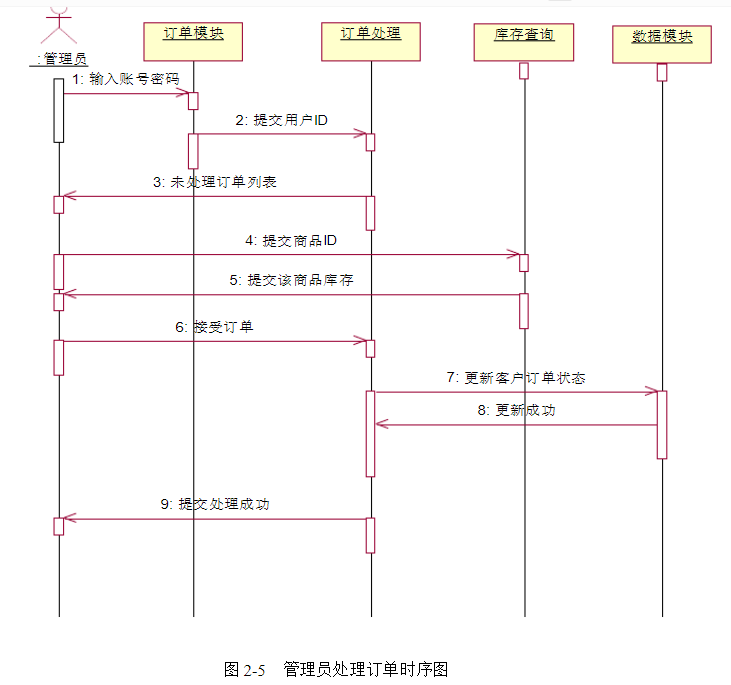 订单模块
订单处理
库存查询
数据模块
:管理员
1: 输入账号密码
2: 提交用户ID
3: 未处理订单列表
4: 提交商品ID
5: 提交该商品库存
6: 接受订单
7: 更新客户订单状态
8: 更新成功
9: 提交处理成功
图 2-5 管理员处理订单时序图